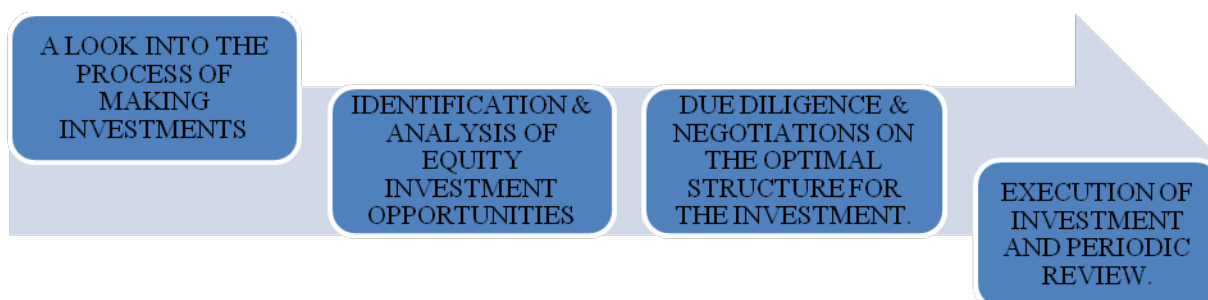 A LOOK INTO THE
PROCESS OF
MAKING
INVESTMENTS
IDENTIFICATION &
ANALYSIS OF
EQUITY
INVESTMENT
OPPORTUNITIES
DUE DILIGENCE &
NEGOTIATIONS ON
THE OPTIMAL
STRUCTURE FOR
THE INVESTMENT.
EXECUTION OF
INVESTMENT
AND PERIODIC
REVIEW.